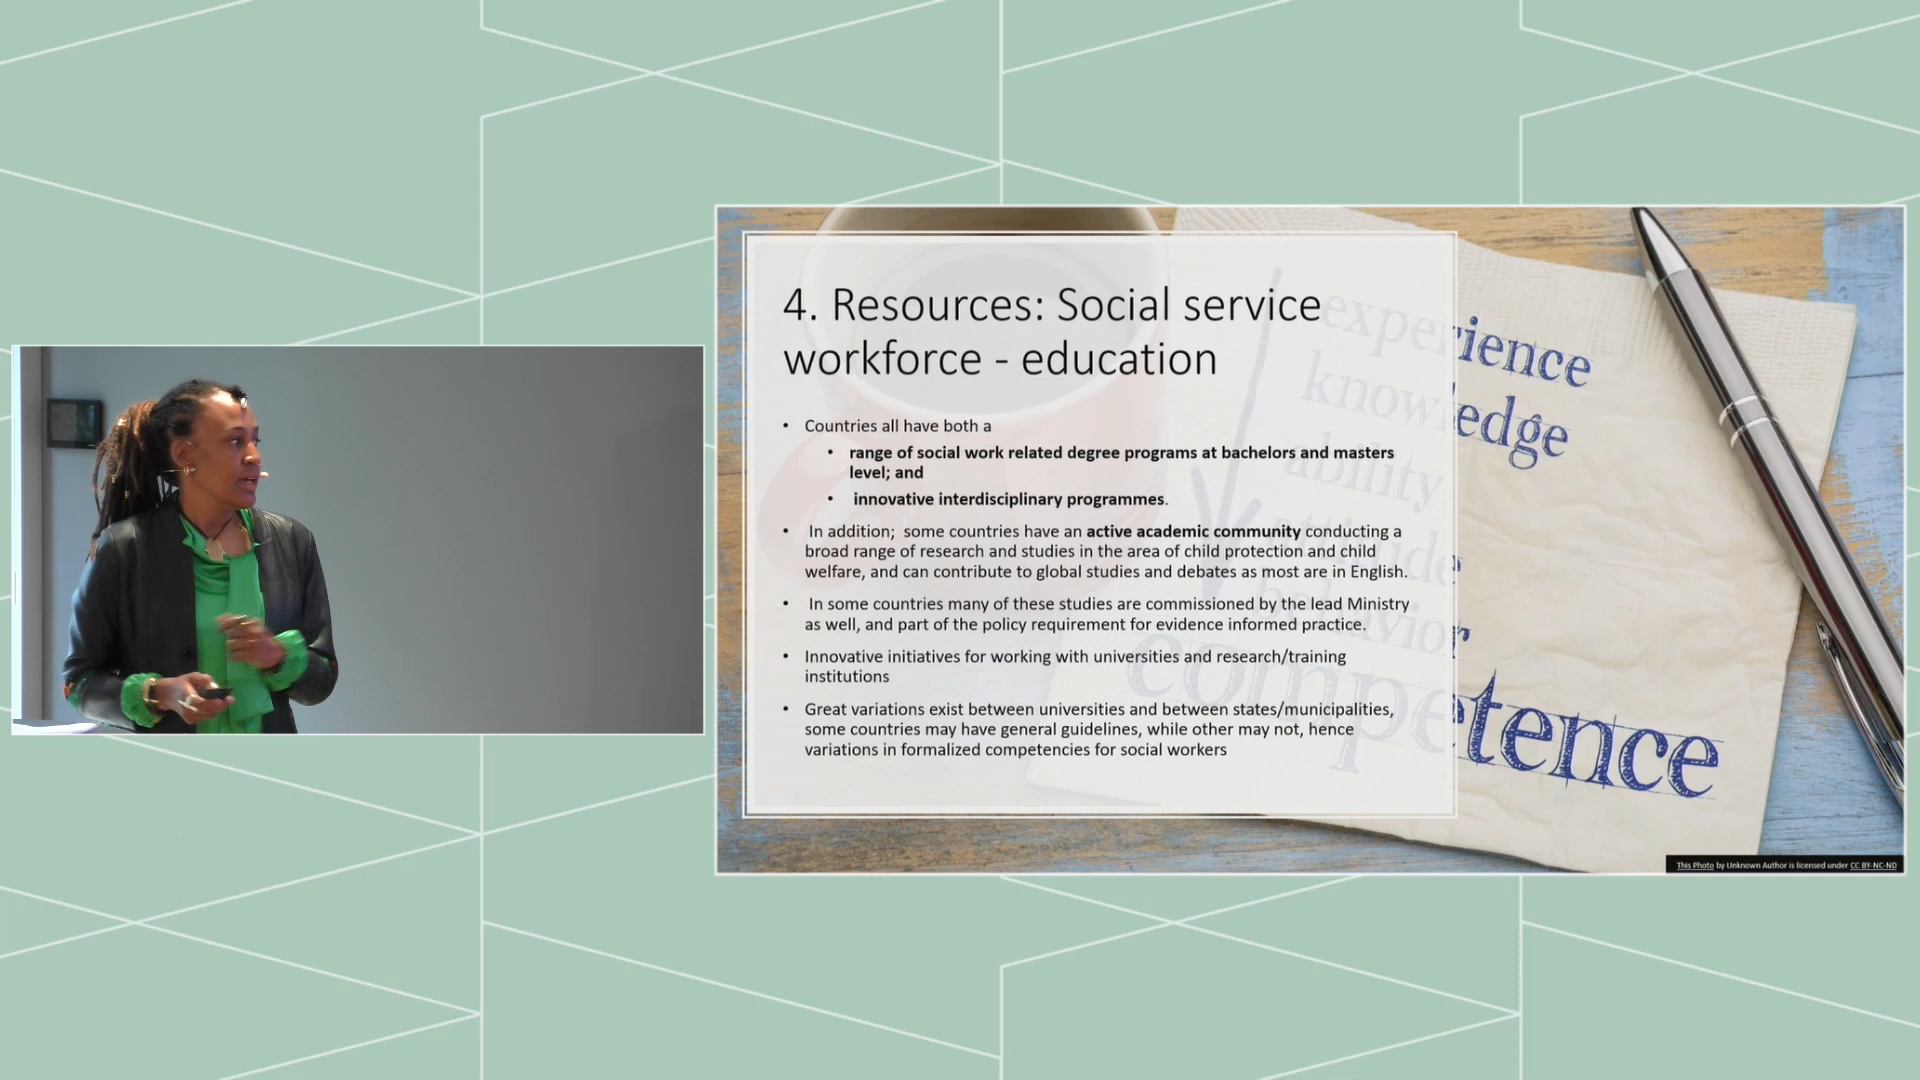 4. Resources: Social service
workforce - education
• Countries all have both a
• range of social work related degree programs at bachelors and masters
level; and
• innovative interdisciplinary programmes.
• In addition;  some countries have an active academic community conducting a
broad range of research and studies in the area of child protection and child
welfare, and can contribute to global studies and debates as most are in English.
• In some countries many of these studies are commissioned by the lead Ministry
as well, and part of the policy requirement for evidence informed practice.
• Innovative initiatives for working with universities and research/training
institutions
• Great variations exist between universities and between states/municipalities,
some countries may have general guidelines, while other may not, hence
variations in formalized competencies for social workers
experience
knowledge
ability
attitude
behavior
competence
This Photo by Unknown Author is licensed under CC BY-NC-ND